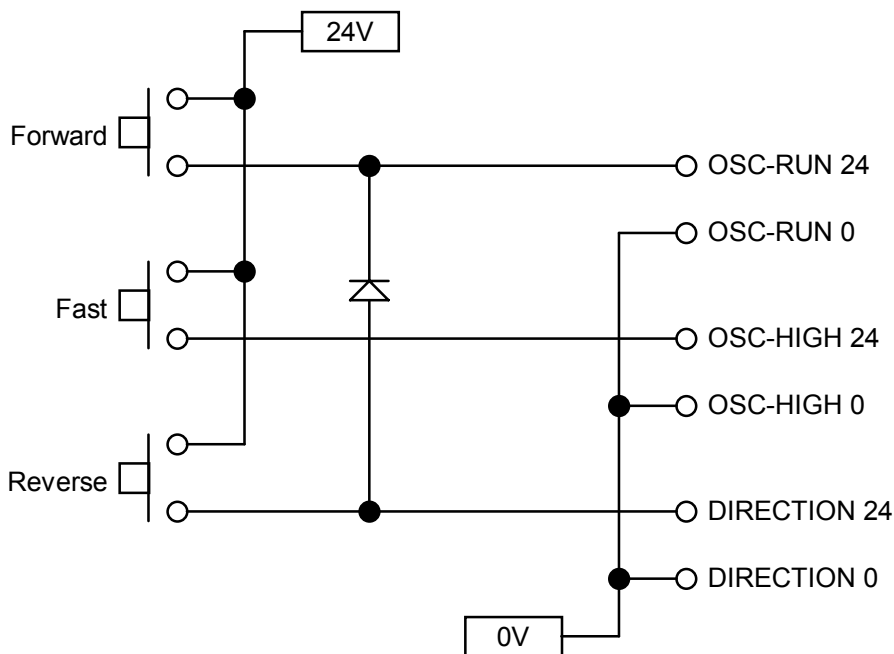 24V
Forward
OSC-RUN 24
OSC-RUN 0
Fast
OSC-HIGH 24
OSC-HIGH 0
Reverse
DIRECTION 24
DIRECTION 0
0V